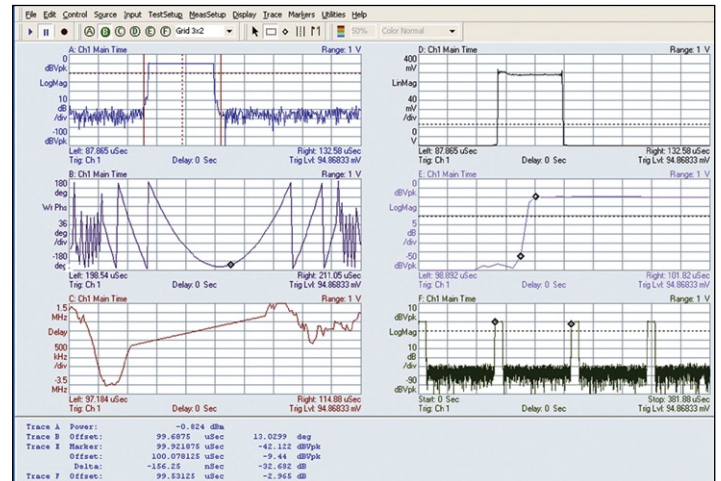 File Edit Control Source Input TestSetup MeasSetup Display Trace Markers Utilities Help
A B C D E F Grid 3x2 50% Color Normal
A: Ch1 Main Time Range: 1 V
0
dBVpk
LogMag
10
dB
/div
-100
dBVpk
Left: 87.865 uSec Right: 132.58 uSec
Trig: Ch 1 Delay: 0 Sec Trig Lvl: 94.86833 mV
D: Ch1 Main Time Range: 1 V
400
mV
LinMag
40
mV
/div
0
V
Left: 87.865 uSec Right: 132.58 uSec
Trig: Ch 1 Delay: 0 Sec Trig Lvl: 94.86833 mV
B: Ch1 Main Time Range: 1 V
180
deg
Wr Pha
36
deg
/div
-180
deg
Left: 198.54 uSec Right: 211.05 uSec
Trig: Ch 1 Delay: 0 Sec Trig Lvl: 94.86833 mV
E: Ch1 Main Time Range: 1 V
0
dBVpk
LogMag
5
dB
/div
-50
dBVpk
Left: 98.892 uSec Right: 101.82 uSec
Trig: Ch 1 Delay: 0 Sec Trig Lvl: 94.86833 mV
C: Ch1 Main Time Range: 1 V
1.5
MHz
Delay
500
kHz
/div
-3.5
MHz
Left: 97.184 uSec Right: 114.88 uSec
Trig: Ch 1 Delay: 0 Sec Trig Lvl: 94.86833 mV
F: Ch1 Main Time Range: 1 V
10
dBVpk
LogMag
10
dB
/div
-90
dBVpk
Start: 0 Sec Stop: 381.88 uSec
Trig: Ch 1 Delay: 0 Sec Trig Lvl: 94.86833 mV
Trace A Power: -0.824 dBm
Trace B Offset: 99.6875 uSec 13.0299 deg
Trace E Marker: 99.921875 uSec -42.122 dBVpk
Offset: 100.078125 uSec -9.44 dBVpk
Delta: -156.25 nSec -32.682 dB
Trace F Offset: 99.53125 uSec -2.965 dB